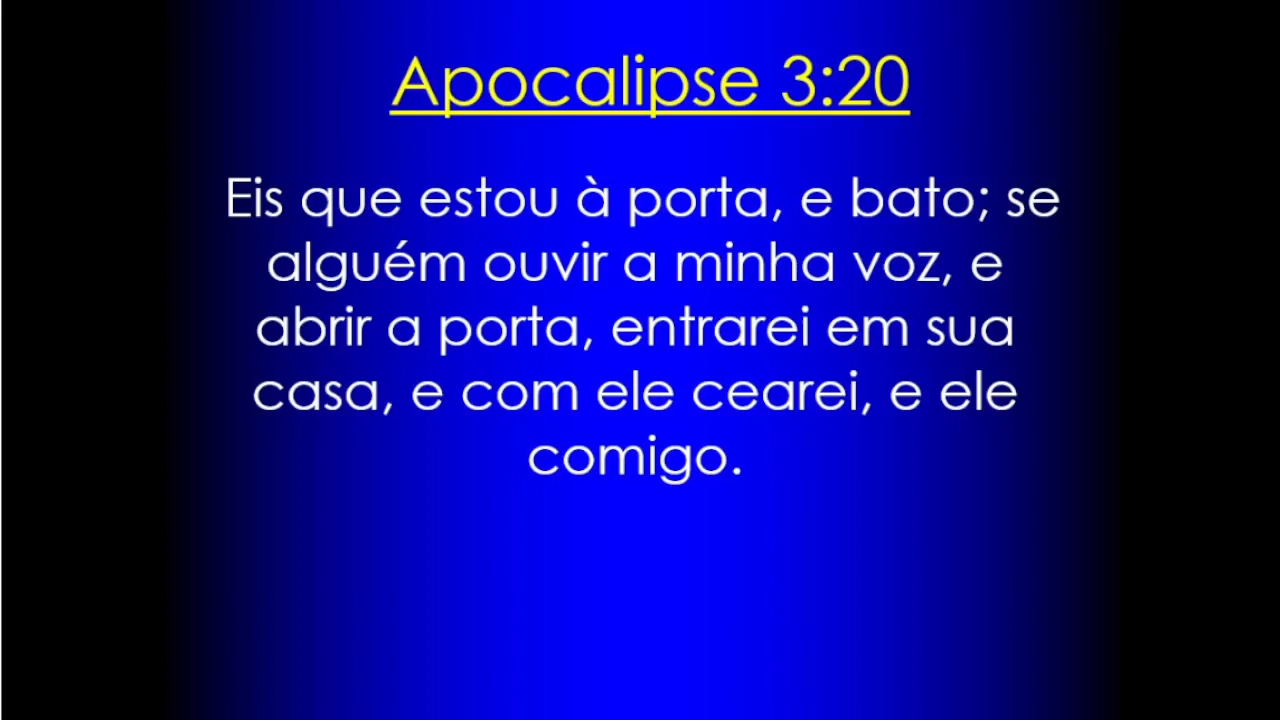 Apocalipse 3:20
Eis que estou à porta, e bato; se
alguém ouvir a minha voz, e
abrir a porta, entrarei em sua
casa, e com ele cearei, e ele
comigo.